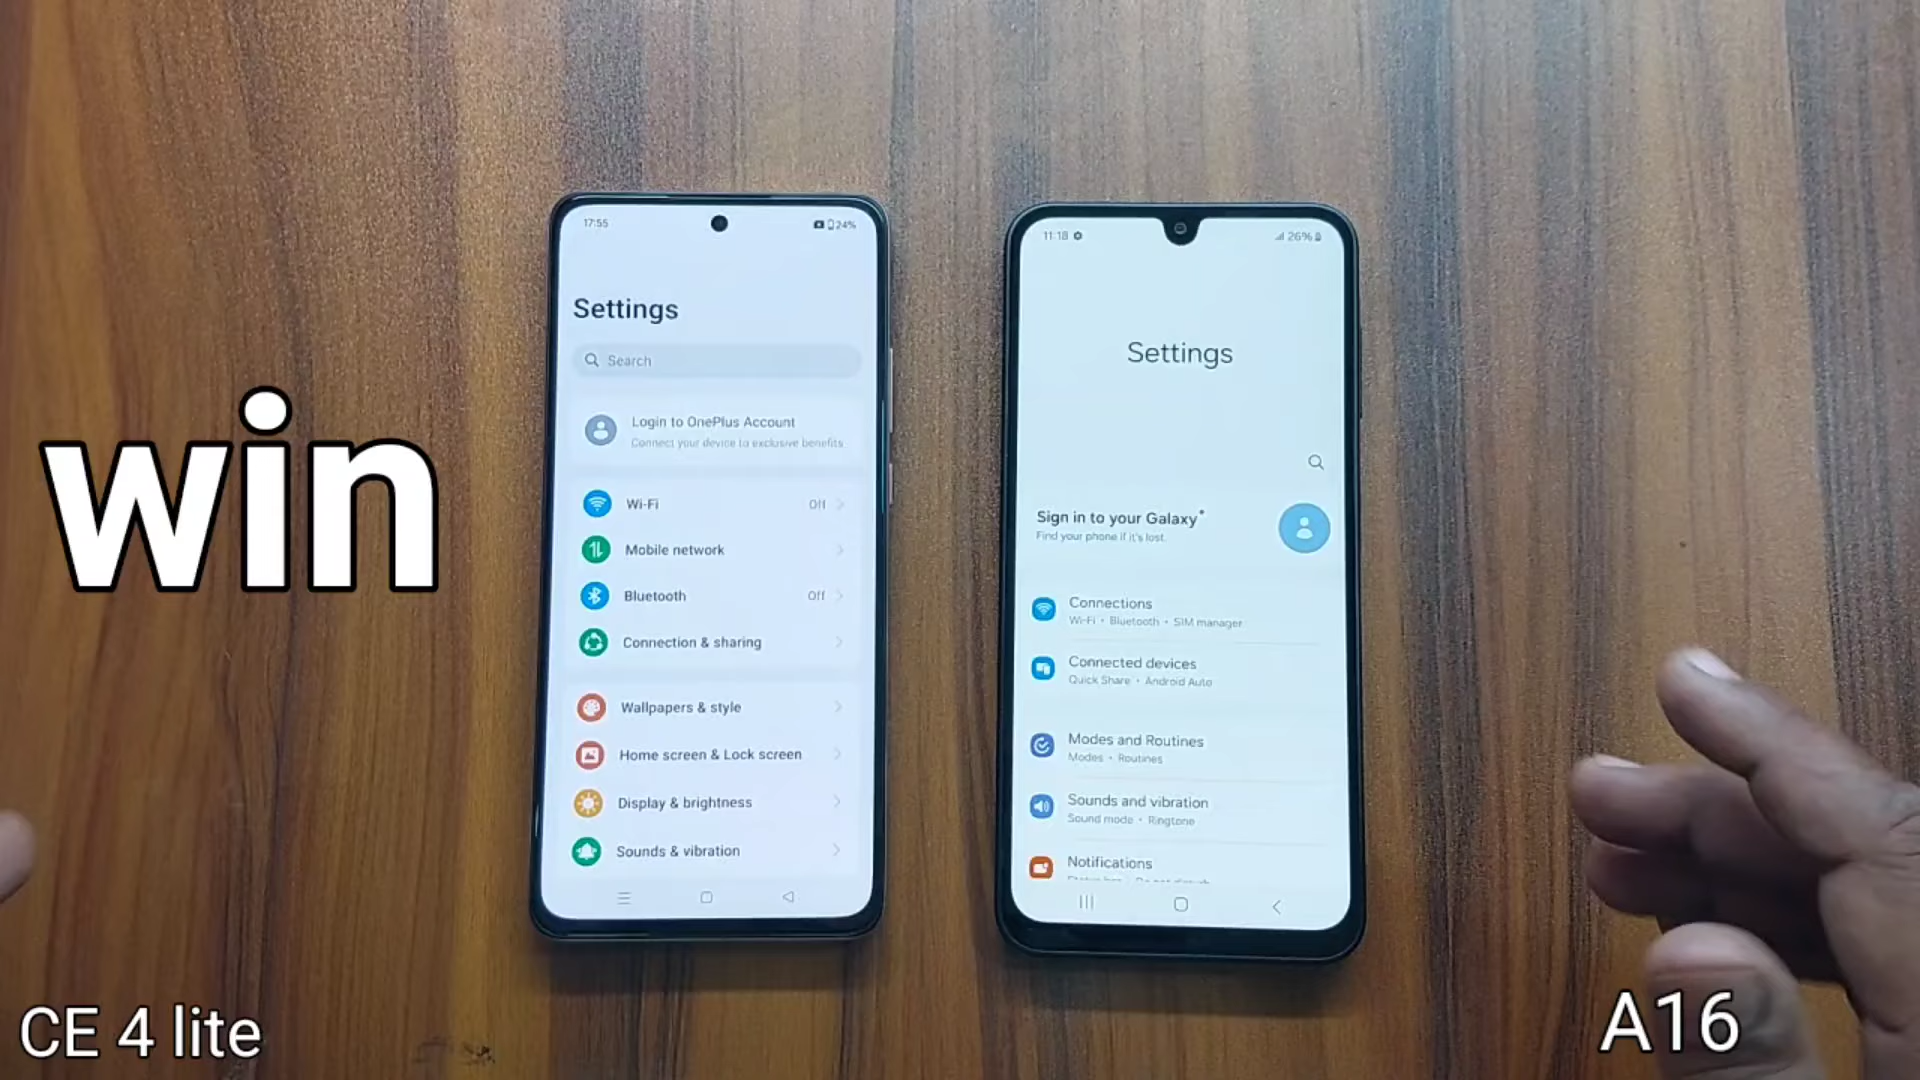 win
CE 4 lite
A16
17:55
24%
Settings
Search
Login to OnePlus Account
Connect your device to exclusive benefits
Wi-Fi
Off
Mobile network
Bluetooth
Off
Connection & sharing
Wallpapers & style
Home screen & Lock screen
Display & brightness
Sounds & vibration
11:18
26%
Settings
Sign in to your Galaxy
Find your phone if it's lost.
Connections
Wi-Fi • Bluetooth • SIM manager
Connected devices
Quick Share • Android Auto
Modes and Routines
Modes • Routines
Sounds and vibration
Sound mode • Ringtone
Notifications